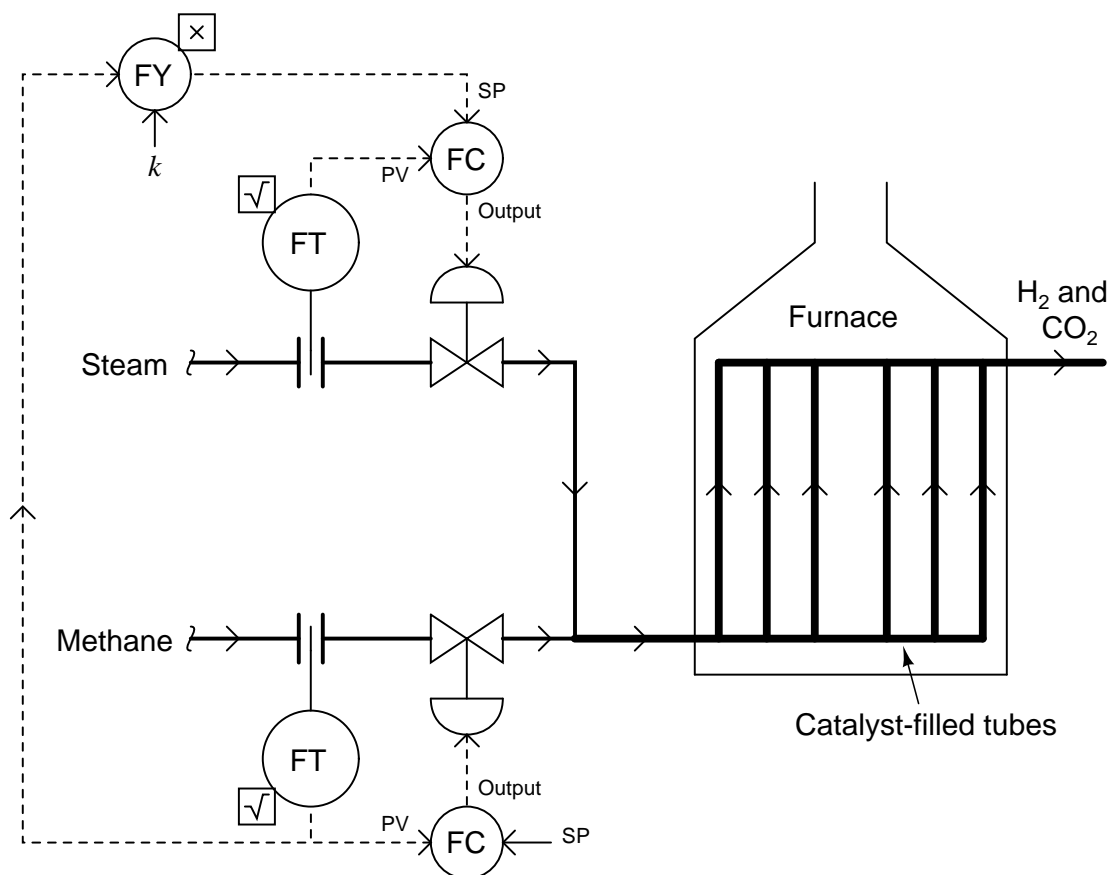 ×
FY
k
SP
FC
PV
√
Output
FT
Steam
Furnace
H₂ and
CO₂
Methane
Catalyst-filled tubes
FT
√
Output
PV
FC
SP